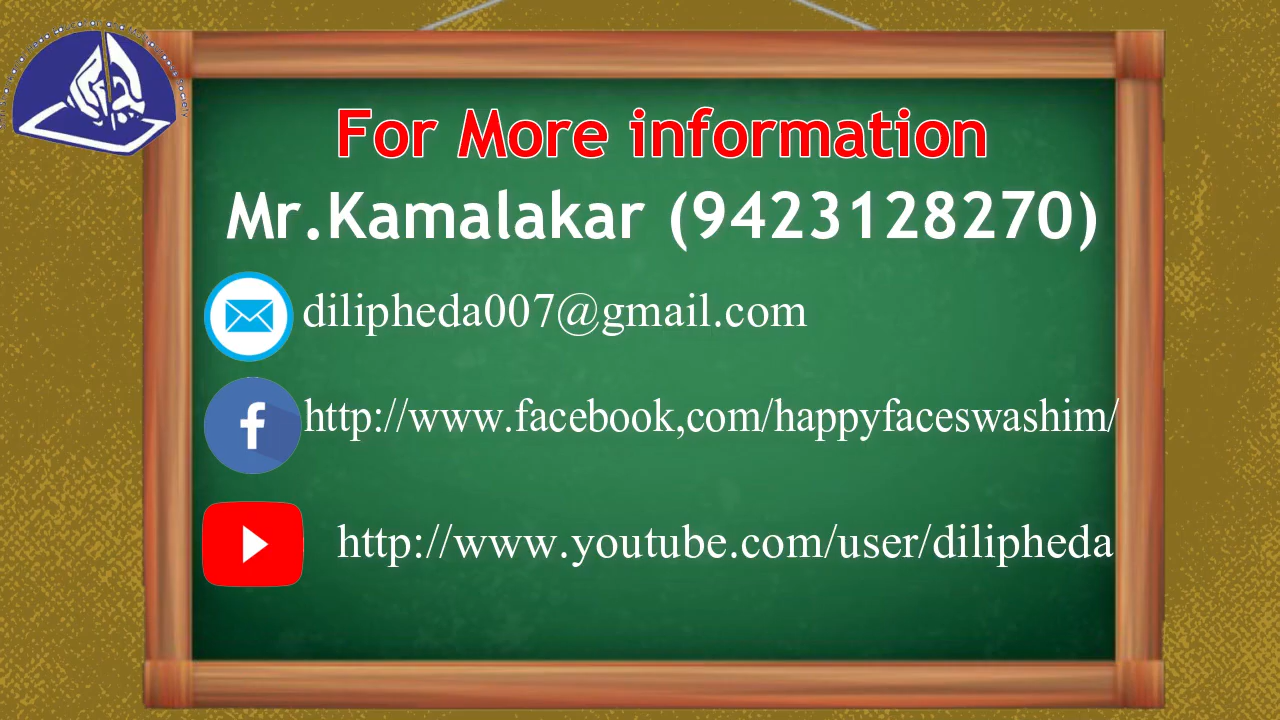 For More information
Mr.Kamalakar (9423128270)
dilipheda007@gmail.com
http://www.facebook,com/happyfaceswashim/
http://www.youtube.com/user/dilipheda